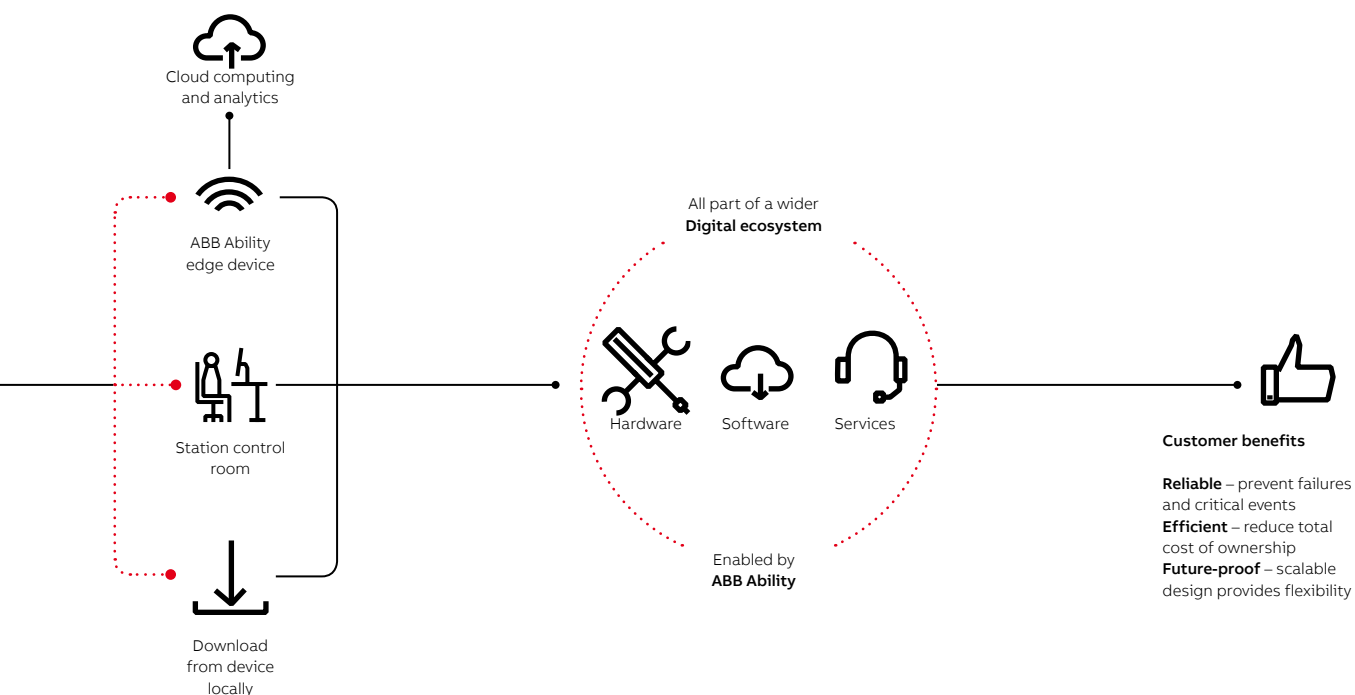 Cloud computing
and analytics
ABB Ability
edge device
Station control
room
Download
from device
locally
All part of a wider
Digital ecosystem
Hardware
Software
Services
Enabled by
ABB Ability
Customer benefits
Reliable – prevent failures
and critical events
Efficient – reduce total
cost of ownership
Future-proof – scalable
design provides flexibility